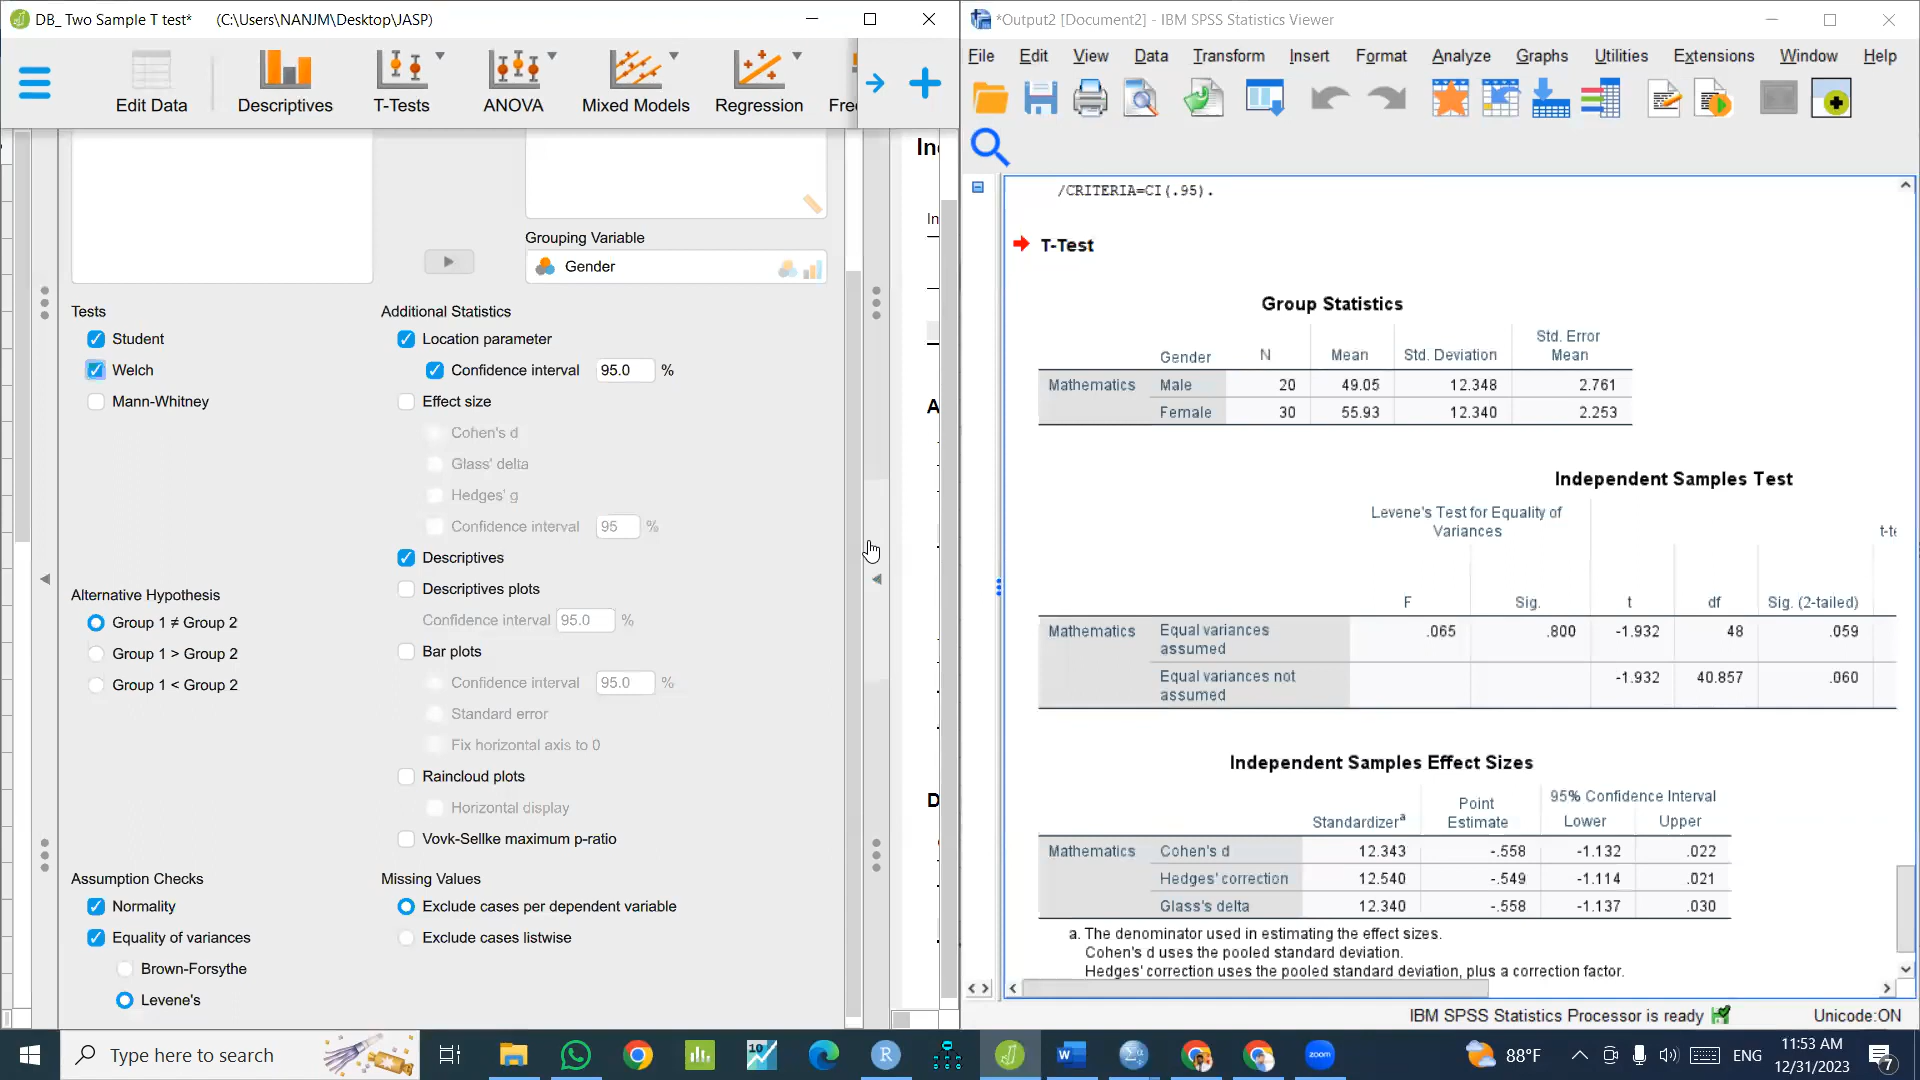 DB_ Two Sample T test* (C:\Users\NANJM\Desktop\JASP)
Edit Data
Descriptives
T-Tests
ANOVA
Mixed Models
Regression
Fre
Grouping Variable
Gender
Tests
Student
Welch
Mann-Whitney
Additional Statistics
Location parameter
Confidence interval 95.0 %
Effect size
Cohen's d
Glass' delta
Hedges' g
Confidence interval 95 %
Descriptives
Descriptives plots
Confidence interval 95.0 %
Bar plots
Confidence interval 95.0 %
Standard error
Fix horizontal axis to 0
Raincloud plots
Horizontal display
Vovk-Sellke maximum p-ratio
Alternative Hypothesis
Group 1 ≠ Group 2
Group 1 > Group 2
Group 1 < Group 2
Assumption Checks
Normality
Equality of variances
Brown-Forsythe
Levene's
Missing Values
Exclude cases per dependent variable
Exclude cases listwise
In
In
A
D
*Output2 [Document2] - IBM SPSS Statistics Viewer
File Edit View Data Transform Insert Format Analyze Graphs Utilities Extensions Window Help
/CRITERIA=CI(.95).
T-Test
Group Statistics
Gender N Mean Std. Deviation Std. Error Mean
Mathematics Male 20 49.05 12.348 2.761
Female 30 55.93 12.340 2.253
Independent Samples Test
Levene's Test for Equality of
Variances
t-te
F Sig. t df Sig. (2-tailed)
Mathematics Equal variances assumed .065 .800 -1.932 48 .059
Equal variances not assumed -1.932 40.857 .060
Independent Samples Effect Sizes
Standardizerᵃ Point Estimate 95% Confidence Interval
Lower Upper
Mathematics Cohen's d 12.343 -.558 -1.132 .022
Hedges' correction 12.540 -.549 -1.114 .021
Glass's delta 12.340 -.558 -1.137 .030
a. The denominator used in estimating the effect sizes.
Cohen's d uses the pooled standard deviation.
Hedges' correction uses the pooled standard deviation, plus a correction factor.
IBM SPSS Statistics Processor is ready
Unicode:ON
Type here to search
10
R
zoom
88°F
ENG
11:53 AM
12/31/2023
7